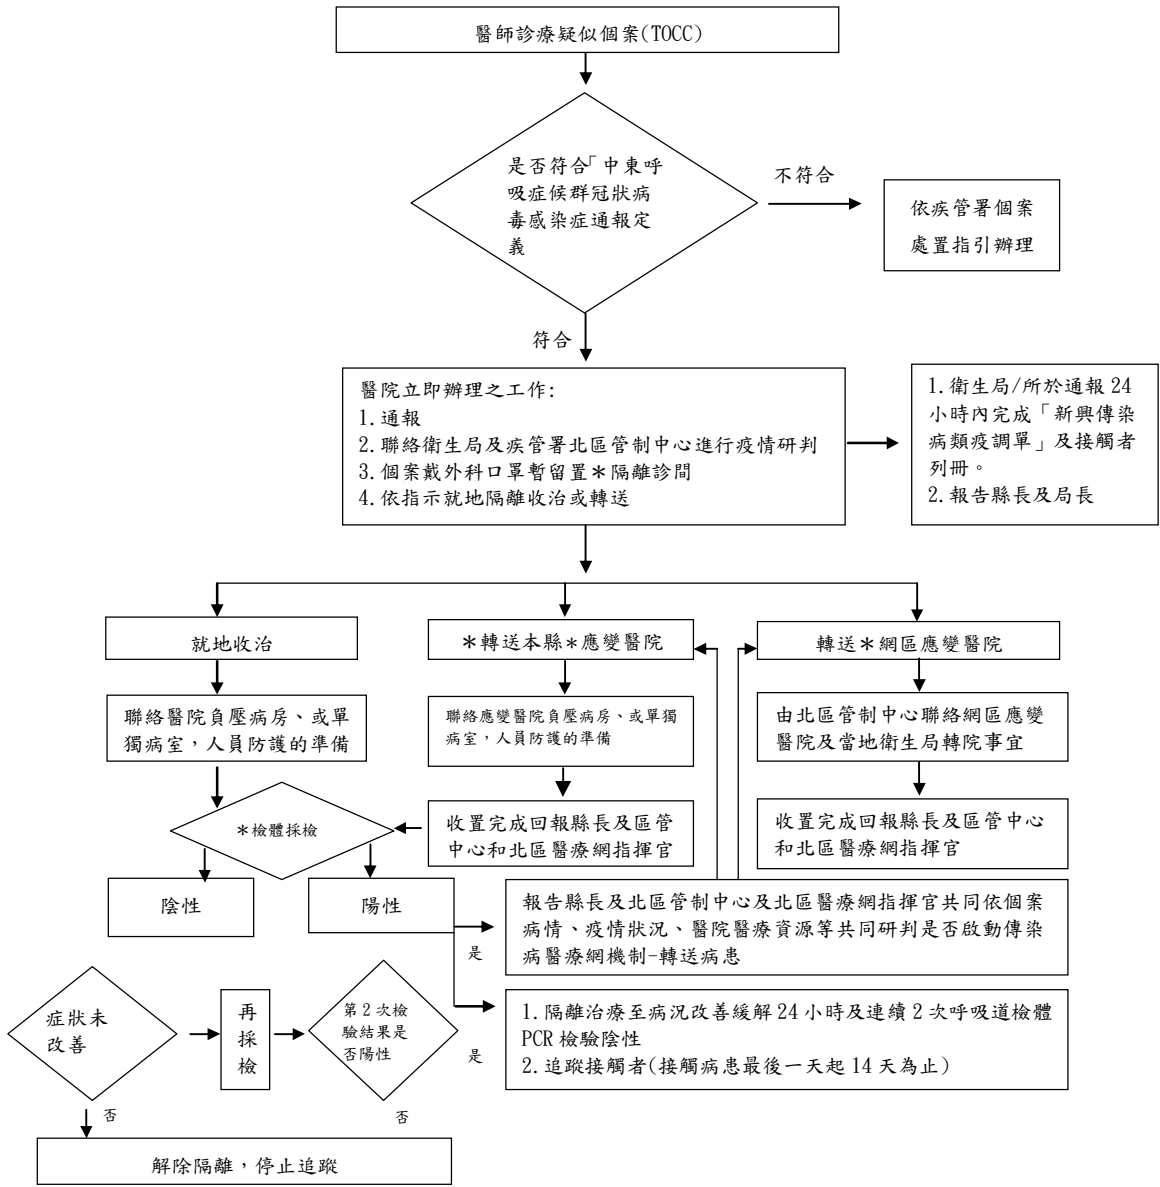 醫師診療疑似個案(TOCC)
是否符合「中東呼
吸症候群冠狀病
毒感染症通報定
義
不符合
依疾管署個案
處置指引辦理
符合
醫院立即辦理之工作:
1.通報
2.聯絡衛生局及疾管署北區管制中心進行疫情研判
3.個案戴外科口罩暫留置＊隔離診間
4.依指示就地隔離收治或轉送
1.衛生局/所於通報 24
小時內完成「新興傳染
病類疫調單」及接觸者
列冊。
2.報告縣長及局長
就地收治
＊轉送本縣＊應變醫院
轉送＊網區應變醫院
聯絡醫院負壓病房、或單
獨病室，人員防護的準備
聯絡應變醫院負壓病房、或單獨
病室，人員防護的準備
由北區管制中心聯絡網區應變
醫院及當地衛生局轉院事宜
＊檢體採檢
收置完成回報縣長及區管
中心和北區醫療網指揮官
收置完成回報縣長及區管中心
和北區醫療網指揮官
陰性
陽性
是
報告縣長及北區管制中心及北區醫療網指揮官共同依個案
病情、疫情狀況、醫院醫療資源等共同研判是否啟動傳染
病醫療網機制-轉送病患
症狀未
改善
再
採
檢
第 2 次檢
驗結果是
否陽性
是
1.隔離治療至病況改善緩解 24 小時及連續 2 次呼吸道檢體
PCR 檢驗陰性
2.追蹤接觸者(接觸病患最後一天起 14 天為止)
否
否
解除隔離，停止追蹤